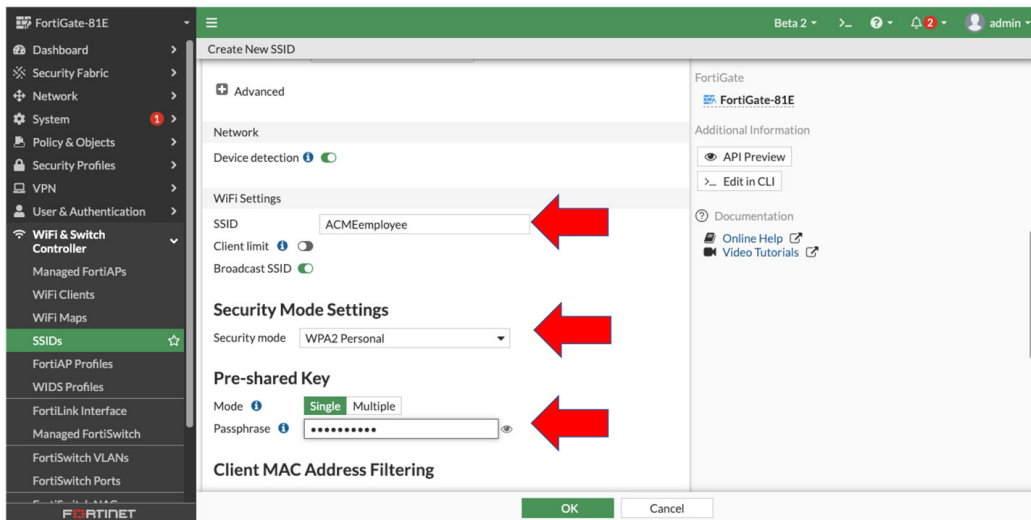 FortiGate-81E
Beta 2
>_
2
admin
Dashboard
Security Fabric
Network
System
1
Policy & Objects
Security Profiles
VPN
User & Authentication
WiFi & Switch
Controller
Managed FortiAPs
WiFi Clients
WiFi Maps
SSIDs
FortiAP Profiles
WIDS Profiles
FortiLink Interface
Managed FortiSwitch
FortiSwitch VLANs
FortiSwitch Ports
FORTINET
Create New SSID
Advanced
Network
Device detection
WiFi Settings
SSID ACMEemployee
Client limit
Broadcast SSID
Security Mode Settings
Security mode WPA2 Personal
Pre-shared Key
Mode Single Multiple
Passphrase ••••••••••
Client MAC Address Filtering
OK Cancel
FortiGate
FortiGate-81E
Additional Information
API Preview
>_ Edit in CLI
Documentation
Online Help
Video Tutorials